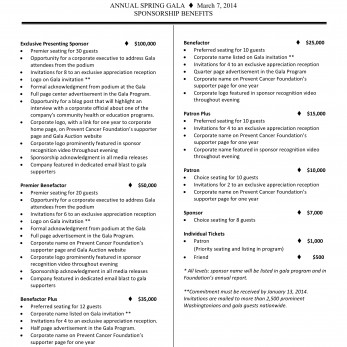 ANNUAL SPRING GALA ♦ March 7, 2014
SPONSORSHIP BENEFITS
Exclusive Presenting Sponsor ♦ $100,000
• Premier seating for 30 guests
• Opportunity for a corporate executive to address Gala
attendees from the podium
• Invitations for 8 to an exclusive appreciation reception
• Logo on Gala invitation **
• Formal acknowledgment from podium at the Gala
• Full page center advertisement in the Gala Program.
• Opportunity for a blog post that will highlight an
interview with a corporate official about one of the
company's community health or education programs.
• Corporate logo, with a link for one year to corporate
home page, on Prevent Cancer Foundation's supporter
page and Gala Auction website
• Corporate logo prominently featured in sponsor
recognition video throughout evening
• Sponsorship acknowledgment in all media releases
• Company featured in dedicated email blast to gala
supporters
Premier Benefactor ♦ $50,000
• Premier seating for 20 guests
• Opportunity for a corporate executive to address Gala
attendees from the podium
• Invitations for 6 to an exclusive appreciation reception
• Logo on Gala invitation **
• Formal acknowledgment from podium at the Gala
• Full page advertisement in the Gala Program.
• Corporate name on Prevent Cancer Foundation's
supporter page and Gala Auction website
• Corporate logo prominently featured in sponsor
recognition video throughout evening
• Sponsorship acknowledgment in all media releases
• Company featured in dedicated email blast to gala
supporters
Benefactor Plus ♦ $35,000
• Preferred seating for 12 guests
• Corporate name listed on Gala invitation **
• Invitations for 4 to an exclusive appreciation reception.
• Half page advertisement in the Gala Program.
• Corporate name on Prevent Cancer Foundation's
supporter page for one year
Benefactor ♦ $25,000
• Preferred seating for 10 guests
• Corporate name listed on Gala invitation **
• Invitations for 4 to an exclusive appreciation reception
• Quarter page advertisement in the Gala Program
• Corporate name on Prevent Cancer Foundation's
supporter page for one year
• Corporate logo featured in sponsor recognition video
throughout evening
Patron Plus ♦ $15,000
• Preferred seating for 10 guests
• Invitations for 4 to an exclusive appreciation reception
• Corporate name on Prevent Cancer Foundation's
supporter page for one year
• Corporate name featured in sponsor recognition video
throughout evening
Patron ♦ $10,000
• Choice seating for 10 guests
• Invitations for 2 to an exclusive appreciation reception
• Corporate name on Prevent Cancer Foundation's
supporter page for one year
Sponsor ♦ $7,000
• Choice seating for 8 guests
Individual Tickets
• Patron ♦ $1,000
(Priority seating and listing in program)
• Friend ♦ $500
* All levels: sponsor name will be listed in gala program and in
Foundation's annual report.
**Commitment must be received by January 13, 2014.
Invitations are mailed to more than 2,500 prominent
Washingtonians and gala guests nationwide.